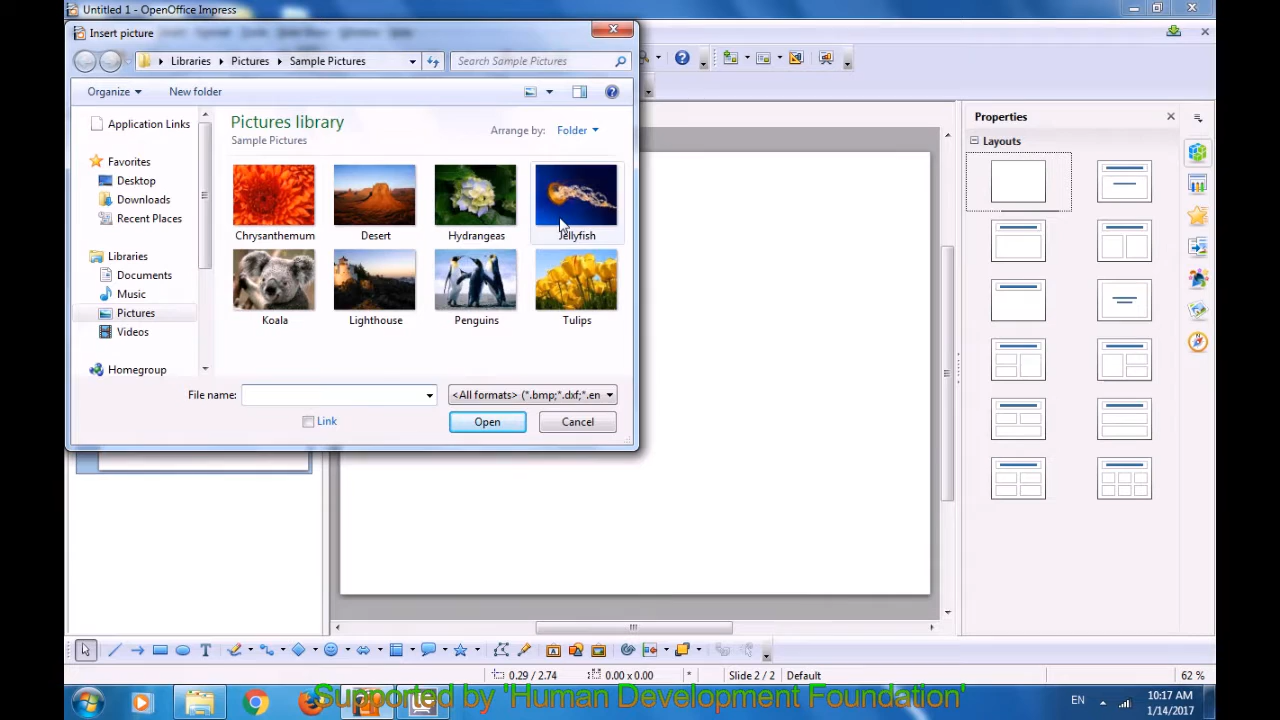 Untitled 1 - OpenOffice Impress
Insert picture
Libraries
Pictures
Sample Pictures
Search Sample Pictures
Organize
New folder
Application Links
Favorites
Desktop
Downloads
Recent Places
Libraries
Documents
Music
Pictures
Videos
Homegroup
Pictures library
Sample Pictures
Arrange by: Folder
Chrysanthemum
Desert
Hydrangeas
Jellyfish
Koala
Lighthouse
Penguins
Tulips
File name:
<All formats> (*.bmp;*.dxf;*.en
Link
Open
Cancel
Properties
Layouts
0.29 / 2.74
0.00 x 0.00
*
Slide 2 / 2
Default
62 %
Supported by 'Human Development Foundation'
EN
10:17 AM
1/14/2017